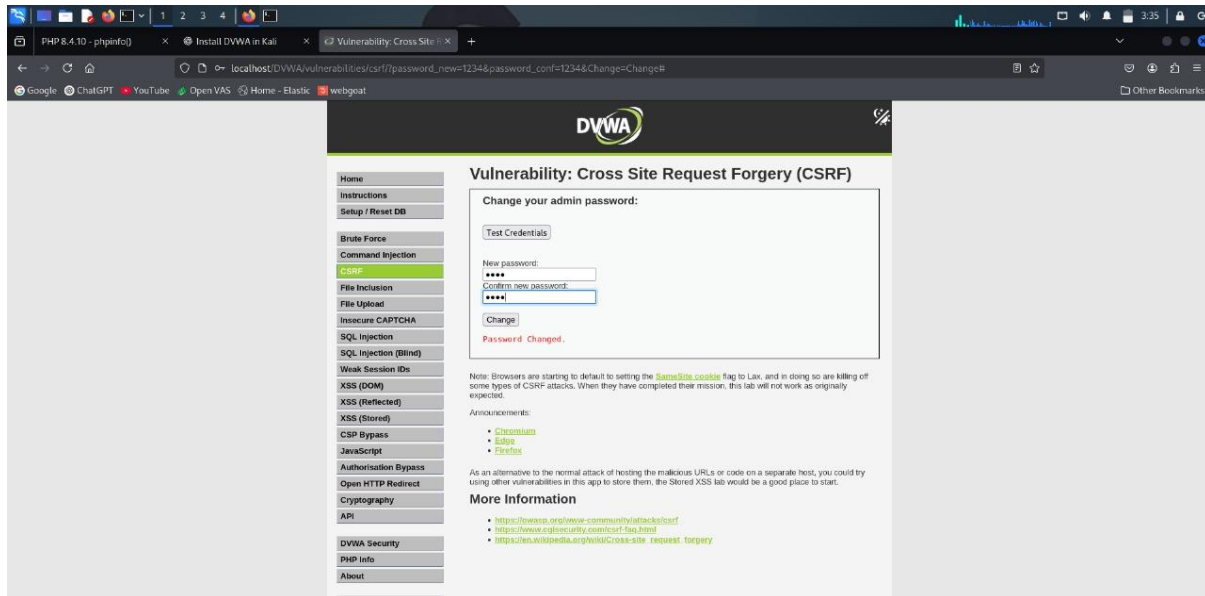 1 2 3 4
3:35
G
PHP 8.4.10 - phpinfo()
Install DVWA in Kali
Vulnerability: Cross Site R
localhost/DVWA/vulnerabilities/csrf/?password_new=1234&password_conf=1234&Change=Change#
Google
ChatGPT
YouTube
Open VAS
Home - Elastic
webgoat
Other Bookmarks
DVWA
Home
Instructions
Setup / Reset DB
Brute Force
Command Injection
CSRF
File Inclusion
File Upload
Insecure CAPTCHA
SQL Injection
SQL Injection (Blind)
Weak Session IDs
XSS (DOM)
XSS (Reflected)
XSS (Stored)
CSP Bypass
JavaScript
Authorisation Bypass
Open HTTP Redirect
Cryptography
API
DVWA Security
PHP Info
About
Vulnerability: Cross Site Request Forgery (CSRF)
Change your admin password:
Test Credentials
New password:
••••
Confirm new password:
••••
Change
Password Changed.
Note: Browsers are starting to default to setting the SameSite cookie flag to Lax, and in doing so are killing off
some types of CSRF attacks. When they have completed their mission, this lab will not work as originally
expected.
Announcements:
• Chromium
• Edge
• Firefox
As an alternative to the normal attack of hosting the malicious URLs or code on a separate host, you could try
using other vulnerabilities in this app to store them, the Stored XSS lab would be a good place to start.
More Information
• https://owasp.org/www-community/attacks/csrf
• https://www.cgisecurity.com/csrf-faq.html
• https://en.wikipedia.org/wiki/Cross-site_request_forgery